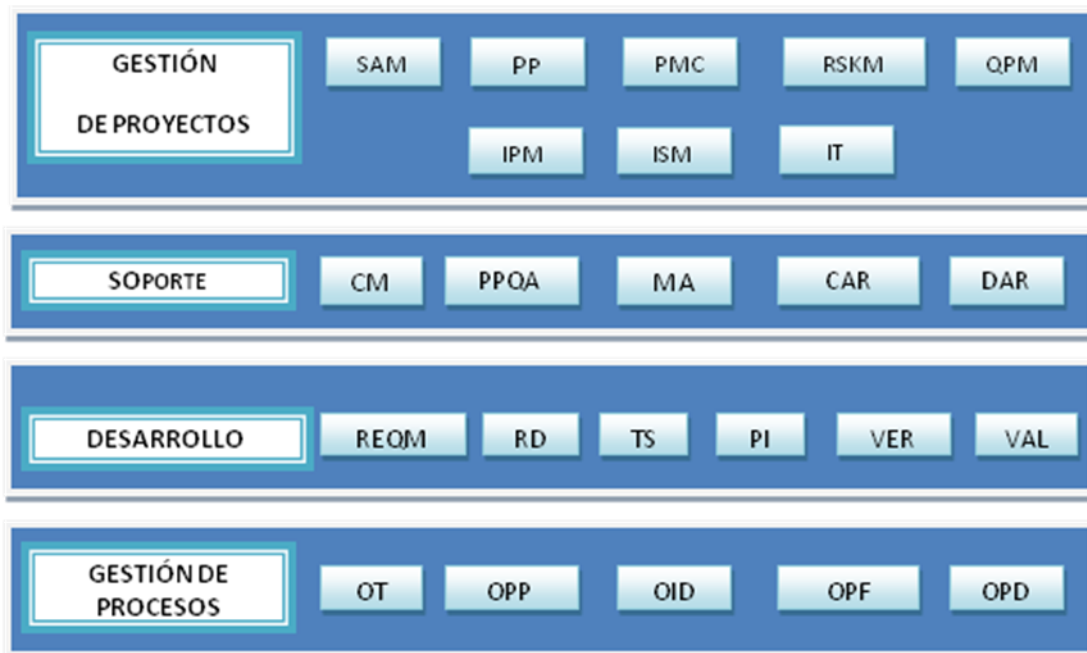 GESTIÓN
DE PROYECTOS
SAM PP PMC RSKM QPM
IPM ISM IT
SOPORTE CM PPQA MA CAR DAR
DESARROLLO REQM RD TS PI VER VAL
GESTIÓN DE
PROCESOS
OT OPP OID OPF OPD